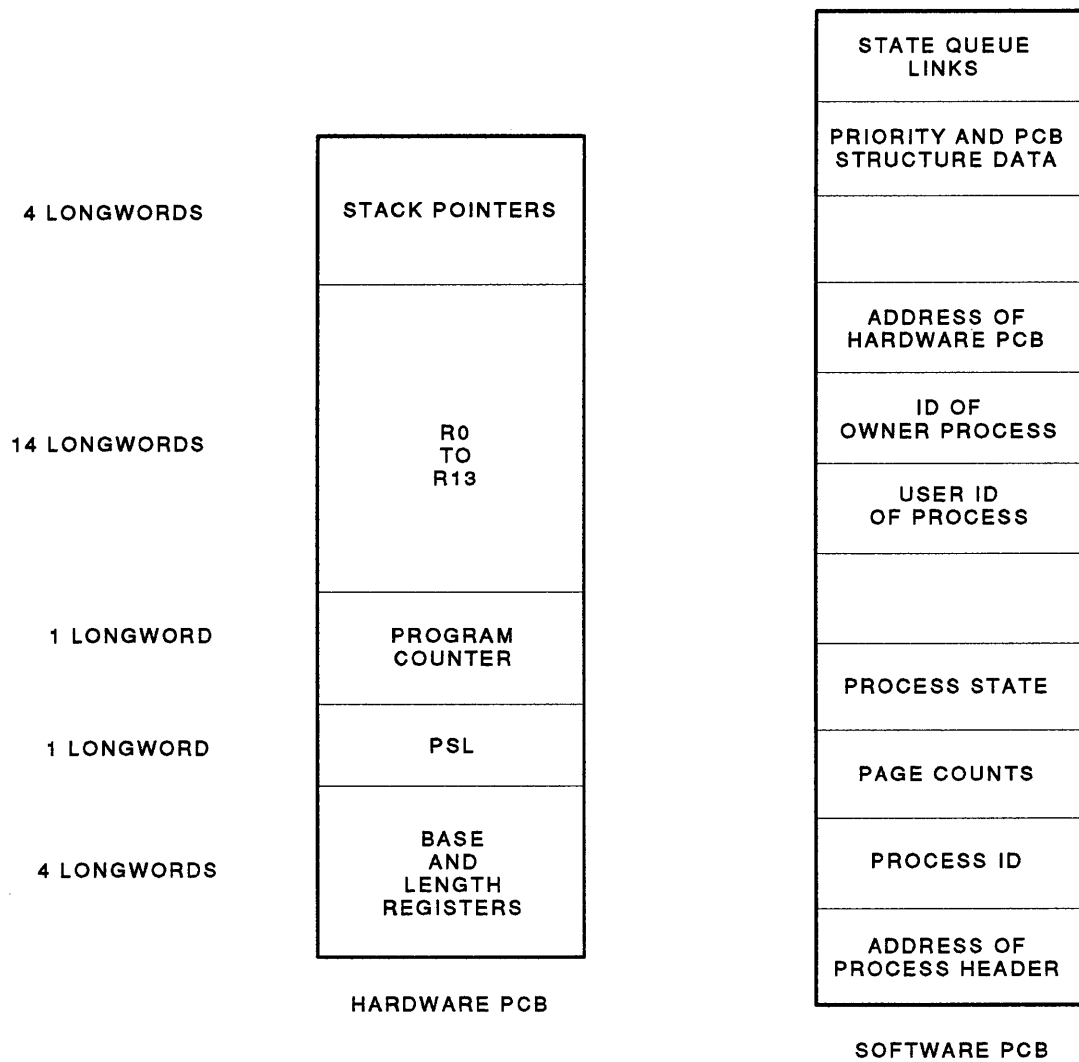 4 LONGWORDS
STACK POINTERS
14 LONGWORDS
R0
TO
R13
1 LONGWORD
PROGRAM
COUNTER
1 LONGWORD
PSL
4 LONGWORDS
BASE
AND
LENGTH
REGISTERS
HARDWARE PCB
STATE QUEUE
LINKS
PRIORITY AND PCB
STRUCTURE DATA
ADDRESS OF
HARDWARE PCB
ID OF
OWNER PROCESS
USER ID
OF PROCESS
PROCESS STATE
PAGE COUNTS
PROCESS ID
ADDRESS OF
PROCESS HEADER
SOFTWARE PCB